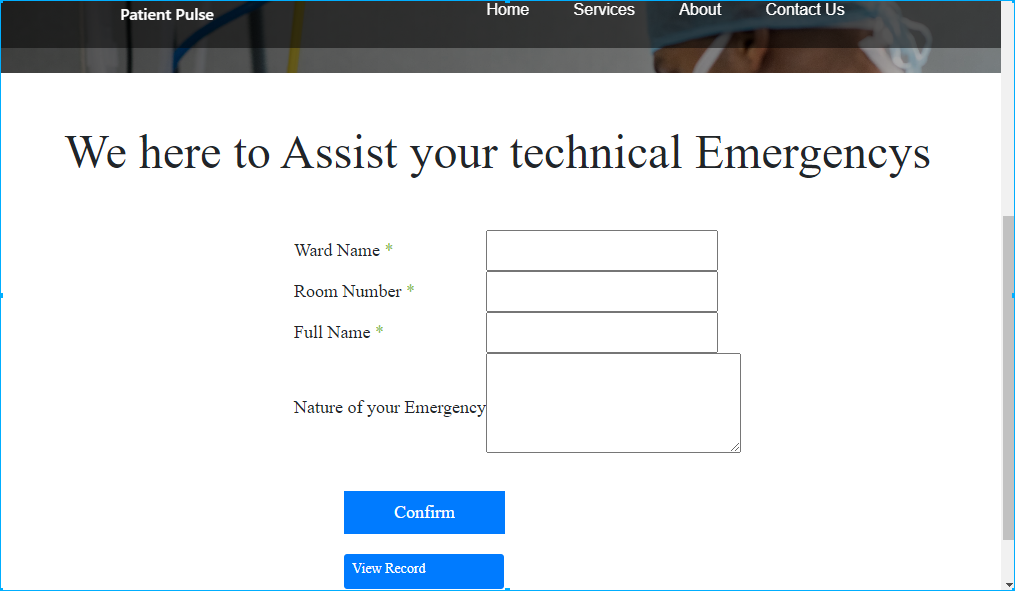 Patient Pulse
Home Services About Contact Us
We here to Assist your technical Emergencys
Ward Name *
Room Number *
Full Name *
Nature of your Emergency
Confirm
View Record